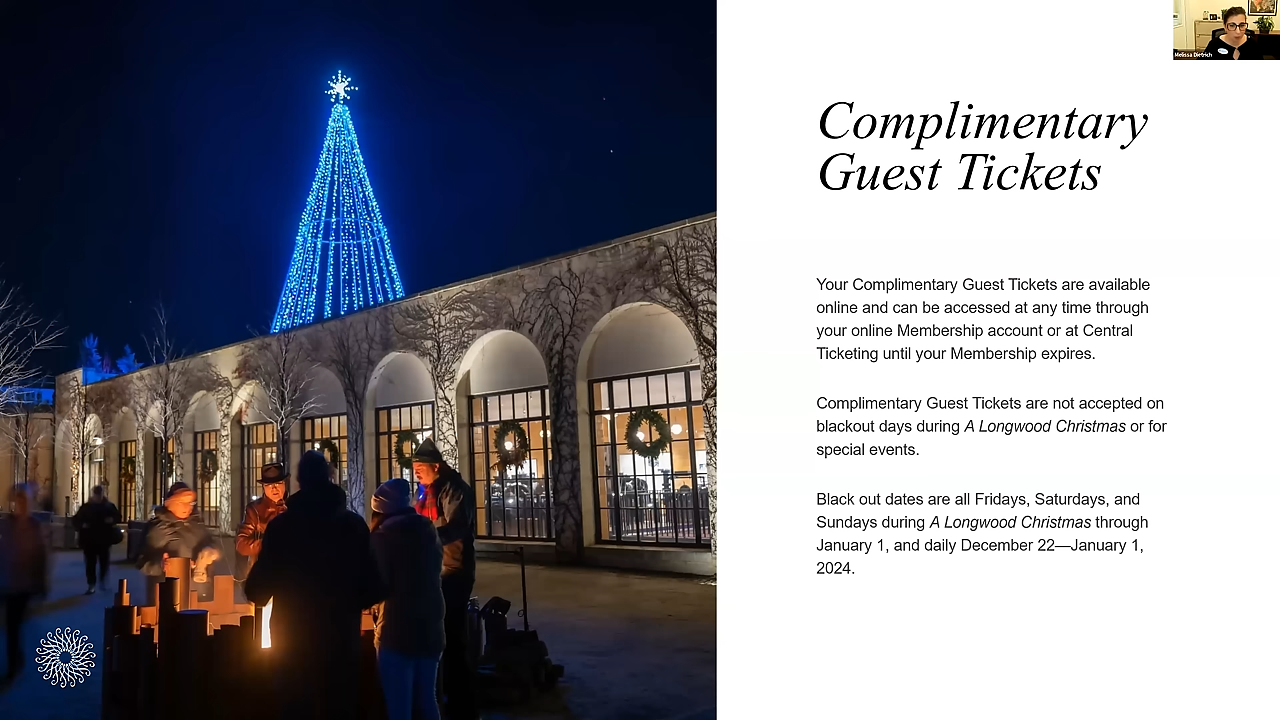 Melissa Dietrich
Complimentary
Guest Tickets
Your Complimentary Guest Tickets are available
online and can be accessed at any time through
your online Membership account or at Central
Ticketing until your Membership expires.
Complimentary Guest Tickets are not accepted on
blackout days during A Longwood Christmas or for
special events.
Black out dates are all Fridays, Saturdays, and
Sundays during A Longwood Christmas through
January 1, and daily December 22—January 1,
2024.